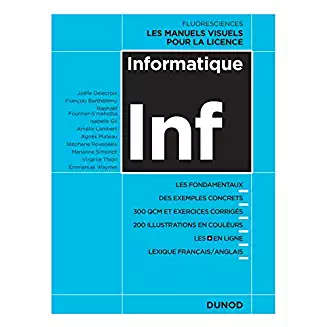 FLUORESCIENCES
LES MANUELS VISUELS
POUR LA LICENCE
Informatique
Inf
Joëlle Delacroix
François Barthélemy
Raphaël
Fournier-S'niehotta
Isabelle Gil
Amélie Lambert
Agnès Plateau
Stéphane Rovedakis
Marianne Simonot
Virginie Thion
Emmanuel Waymel
LES FONDAMENTAUX
DES EXEMPLES CONCRETS
300 QCM ET EXERCICES CORRIGÉS
200 ILLUSTRATIONS EN COULEURS
LES + EN LIGNE
LEXIQUE FRANÇAIS/ANGLAIS
DUNOD